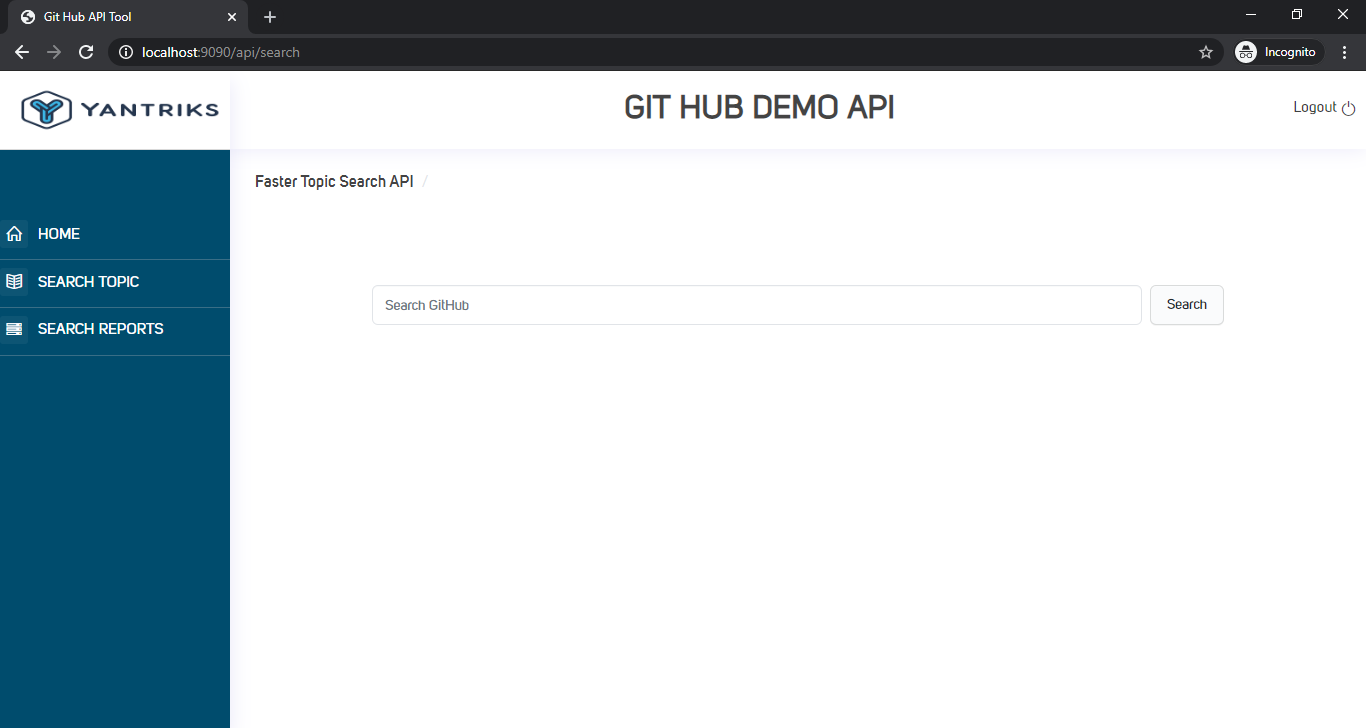 Git Hub API Tool
localhost:9090/api/search
Incognito
YANTRIKS
GIT HUB DEMO API
Logout
Faster Topic Search API /
HOME
SEARCH TOPIC
SEARCH REPORTS
Search GitHub
Search